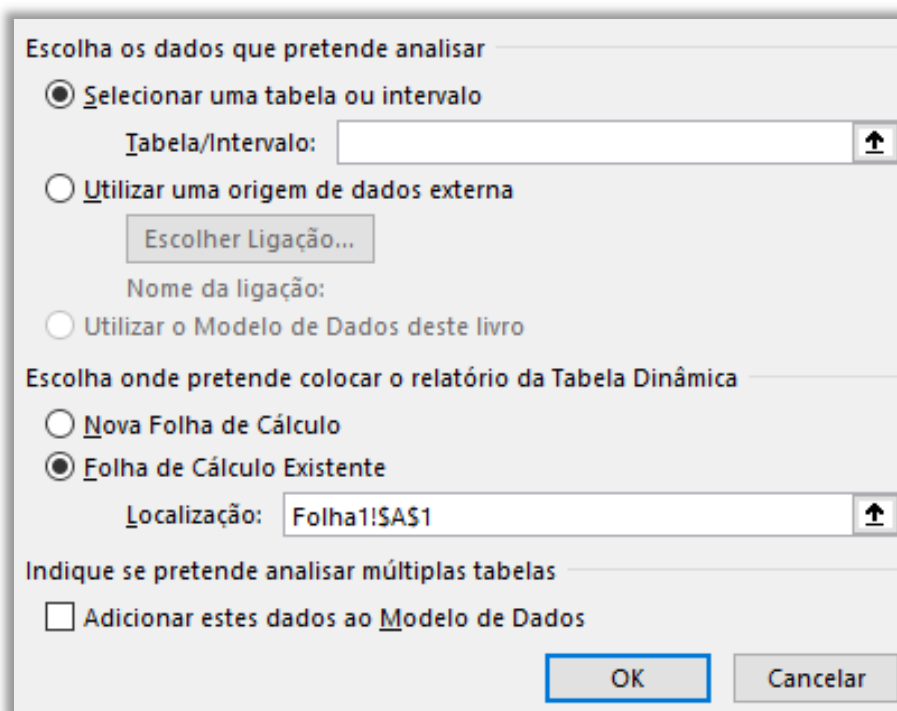 Escolha os dados que pretende analisar
Selecionar uma tabela ou intervalo
Tabela/Intervalo:
Utilizar uma origem de dados externa
Escolher Ligação...
Nome da ligação:
Utilizar o Modelo de Dados deste livro
Escolha onde pretende colocar o relatório da Tabela Dinâmica
Nova Folha de Cálculo
Folha de Cálculo Existente
Localização: Folha1!$A$1
Indique se pretende analisar múltiplas tabelas
Adicionar estes dados ao Modelo de Dados
OK Cancelar